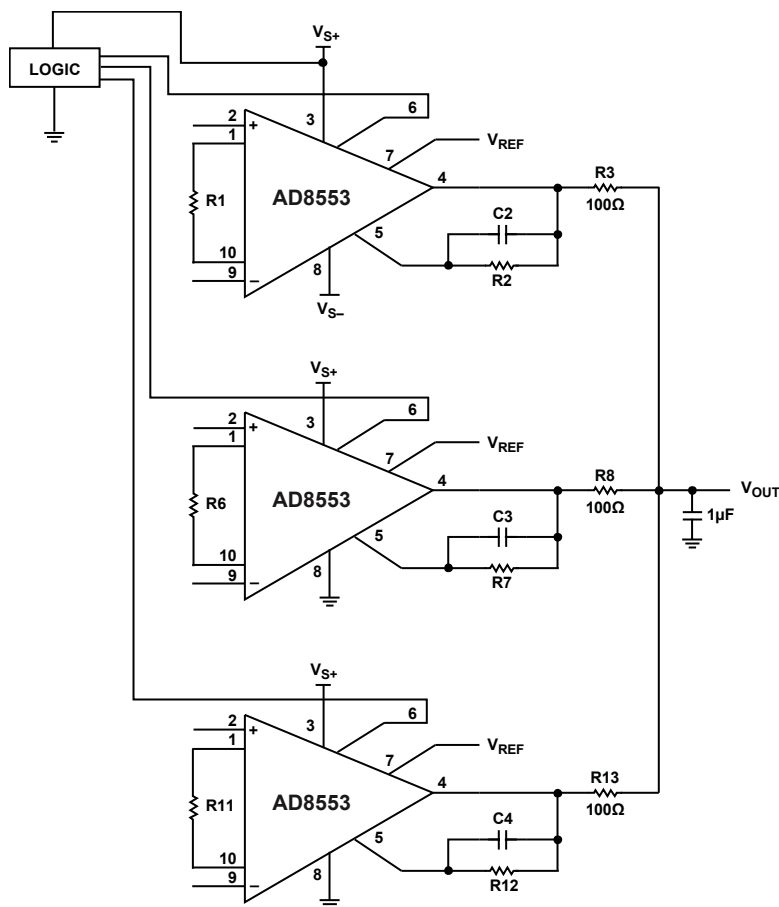 LOGIC
VS+
2
1
+
3
6
7
VREF
4
R1
AD8553
R3
100Ω
C2
5
R2
10
9
−
8
VS−
VS+
2
1
+
3
6
7
VREF
4
R6
AD8553
R8
100Ω
VOUT
1µF
C3
5
R7
10
9
−
8
VS+
2
1
+
3
6
7
VREF
4
R11
AD8553
R13
100Ω
C4
5
R12
10
9
−
8